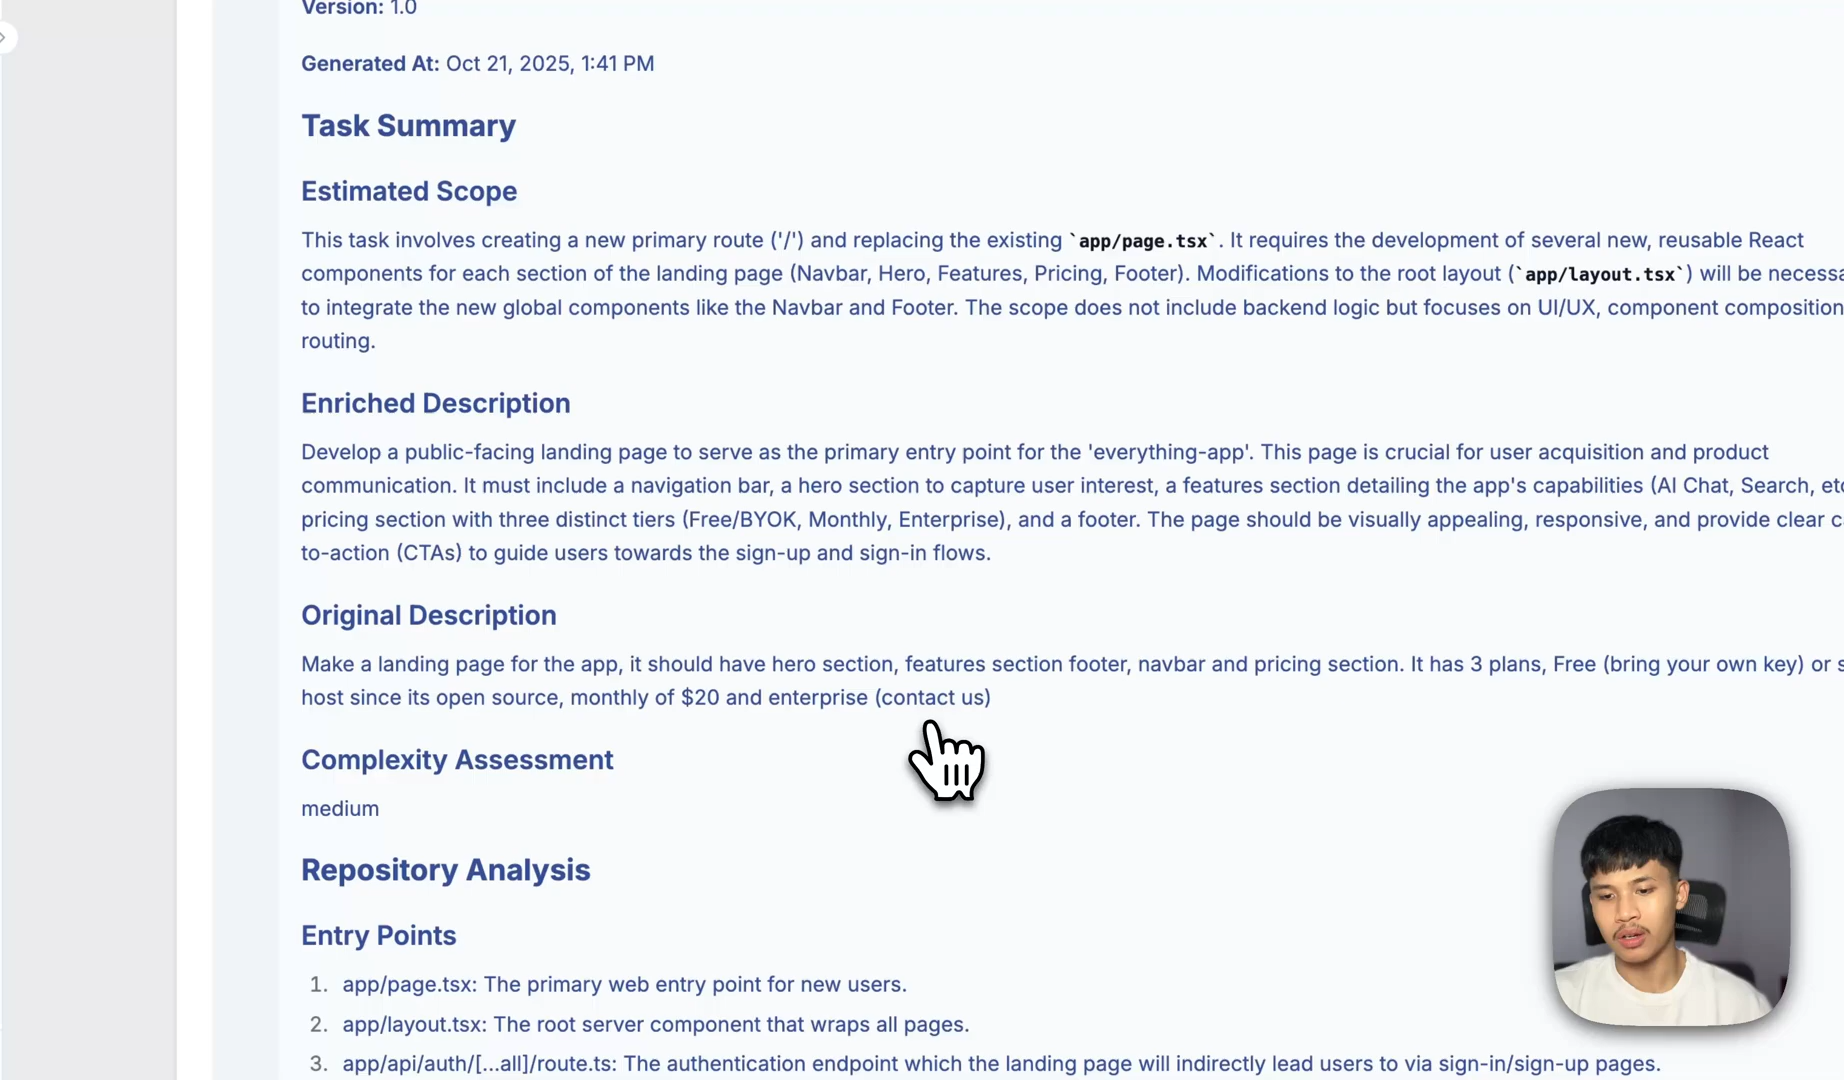 Version: 1.0
Generated At: Oct 21, 2025, 1:41 PM
Task Summary
Estimated Scope
This task involves creating a new primary route ('/') and replacing the existing `app/page.tsx`. It requires the development of several new, reusable React
components for each section of the landing page (Navbar, Hero, Features, Pricing, Footer). Modifications to the root layout (`app/layout.tsx`) will be necessa
to integrate the new global components like the Navbar and Footer. The scope does not include backend logic but focuses on UI/UX, component composition
routing.
Enriched Description
Develop a public-facing landing page to serve as the primary entry point for the 'everything-app'. This page is crucial for user acquisition and product
communication. It must include a navigation bar, a hero section to capture user interest, a features section detailing the app's capabilities (AI Chat, Search, etc
pricing section with three distinct tiers (Free/BYOK, Monthly, Enterprise), and a footer. The page should be visually appealing, responsive, and provide clear c
to-action (CTAs) to guide users towards the sign-up and sign-in flows.
Original Description
Make a landing page for the app, it should have hero section, features section footer, navbar and pricing section. It has 3 plans, Free (bring your own key) or s
host since its open source, monthly of $20 and enterprise (contact us)
Complexity Assessment
medium
Repository Analysis
Entry Points
1. app/page.tsx: The primary web entry point for new users.
2. app/layout.tsx: The root server component that wraps all pages.
3. app/api/auth/[...all]/route.ts: The authentication endpoint which the landing page will indirectly lead users to via sign-in/sign-up pages.